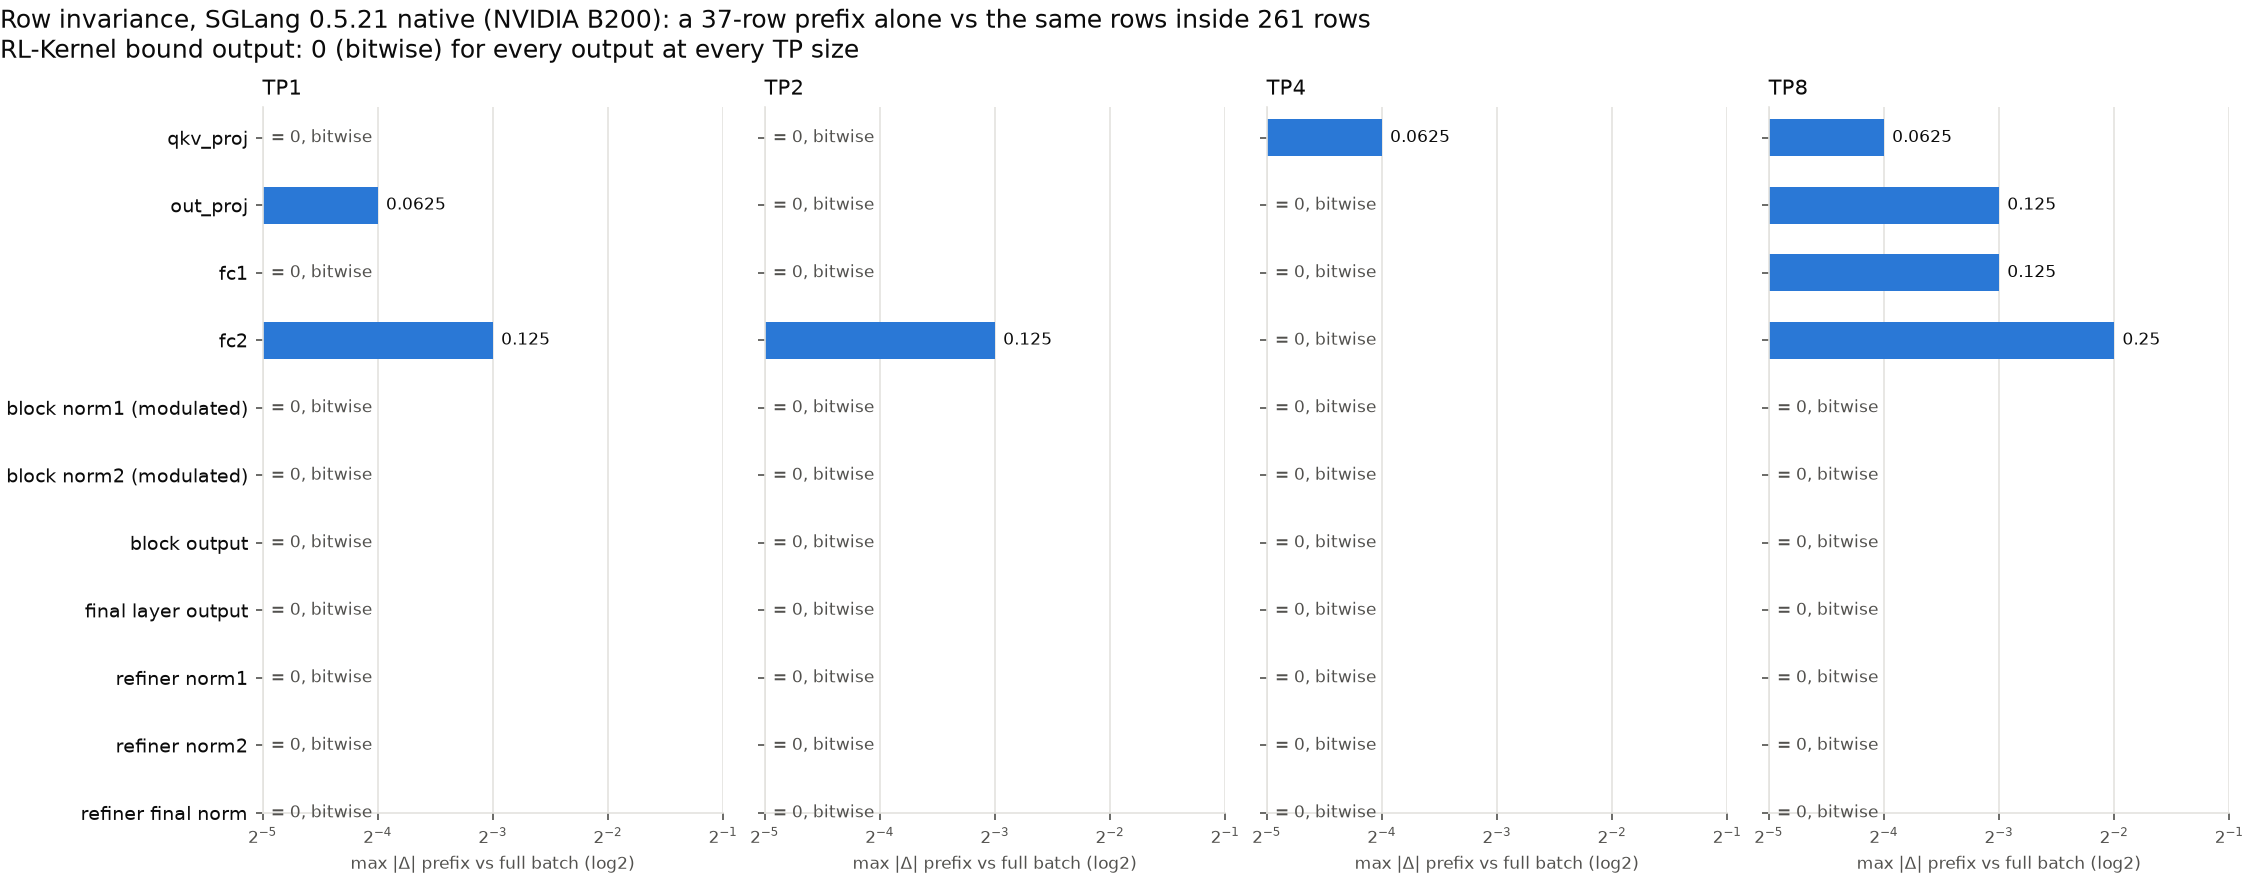 Row invariance, SGLang 0.5.21 native (NVIDIA B200): a 37-row prefix alone vs the same rows inside 261 rows
RL-Kernel bound output: 0 (bitwise) for every output at every TP size
TP1 TP2 TP4 TP8
qkv_proj = 0, bitwise = 0, bitwise 0.0625 0.0625
out_proj 0.0625 = 0, bitwise = 0, bitwise 0.125
fc1 = 0, bitwise = 0, bitwise = 0, bitwise 0.125
fc2 0.125 0.125 = 0, bitwise 0.25
block norm1 (modulated) = 0, bitwise = 0, bitwise = 0, bitwise = 0, bitwise
block norm2 (modulated) = 0, bitwise = 0, bitwise = 0, bitwise = 0, bitwise
block output = 0, bitwise = 0, bitwise = 0, bitwise = 0, bitwise
final layer output = 0, bitwise = 0, bitwise = 0, bitwise = 0, bitwise
refiner norm1 = 0, bitwise = 0, bitwise = 0, bitwise = 0, bitwise
refiner norm2 = 0, bitwise = 0, bitwise = 0, bitwise = 0, bitwise
refiner final norm = 0, bitwise = 0, bitwise = 0, bitwise = 0, bitwise
2⁻⁵ 2⁻⁴ 2⁻³ 2⁻² 2⁻¹ 2⁻⁵ 2⁻⁴ 2⁻³ 2⁻² 2⁻¹ 2⁻⁵ 2⁻⁴ 2⁻³ 2⁻² 2⁻¹ 2⁻⁵ 2⁻⁴ 2⁻³ 2⁻² 2⁻¹
max |Δ| prefix vs full batch (log2) max |Δ| prefix vs full batch (log2) max |Δ| prefix vs full batch (log2) max |Δ| prefix vs full batch (log2)